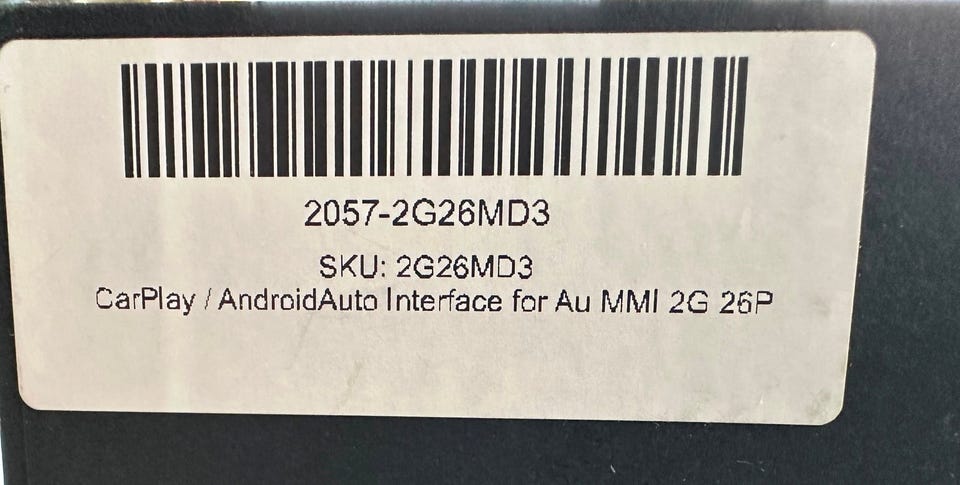 2057-2G26MD3
SKU: 2G26MD3
CarPlay / AndroidAuto Interface for Au MMI 2G 26P